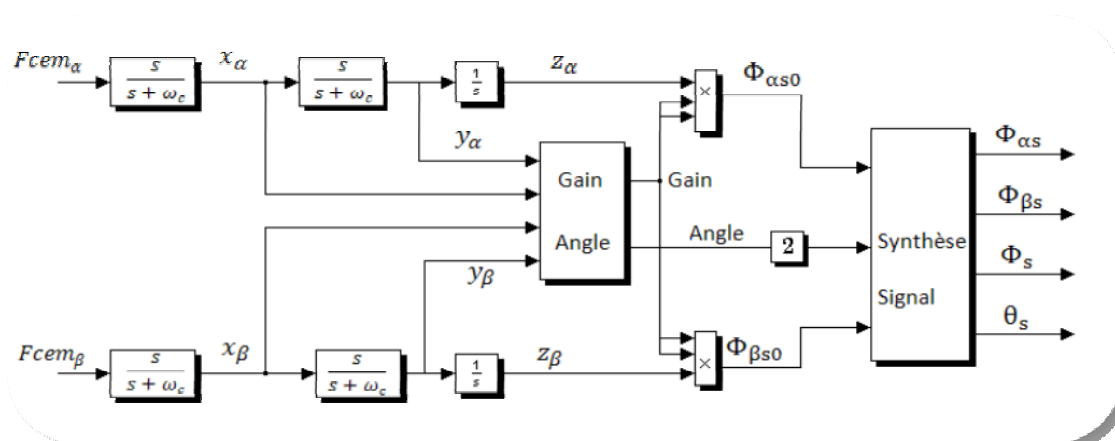 Fcemα
s
s + ωc
xα
s
s + ωc
1
s
zα
×
Φαs0
yα
Gain
Angle
Gain
Angle
2
Synthèse
Signal
Φαs
Φβs
Φs
θs
yβ
Fcemβ
s
s + ωc
xβ
s
s + ωc
1
s
zβ
×
Φβs0